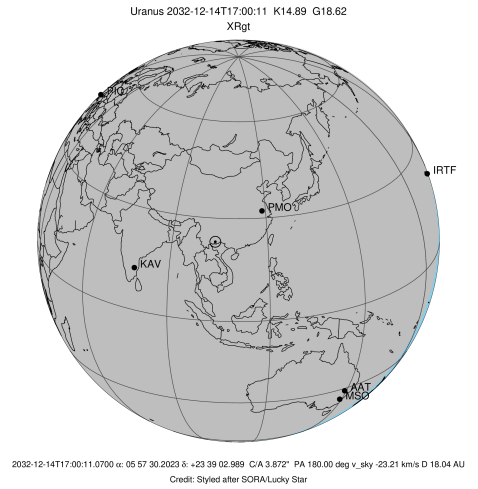 Uranus 2032-12-14T17:00:11 K14.89 G18.62
XRgt
PIC
IRTF
PMO
KAV
AAT
MSO
2032-12-14T17:00:11.0700 α: 05 57 30.2023 δ: +23 39 02.989 C/A 3.872" PA 180.00 deg v_sky -23.21 km/s D 18.04 AU
Credit: Styled after SORA/Lucky Star